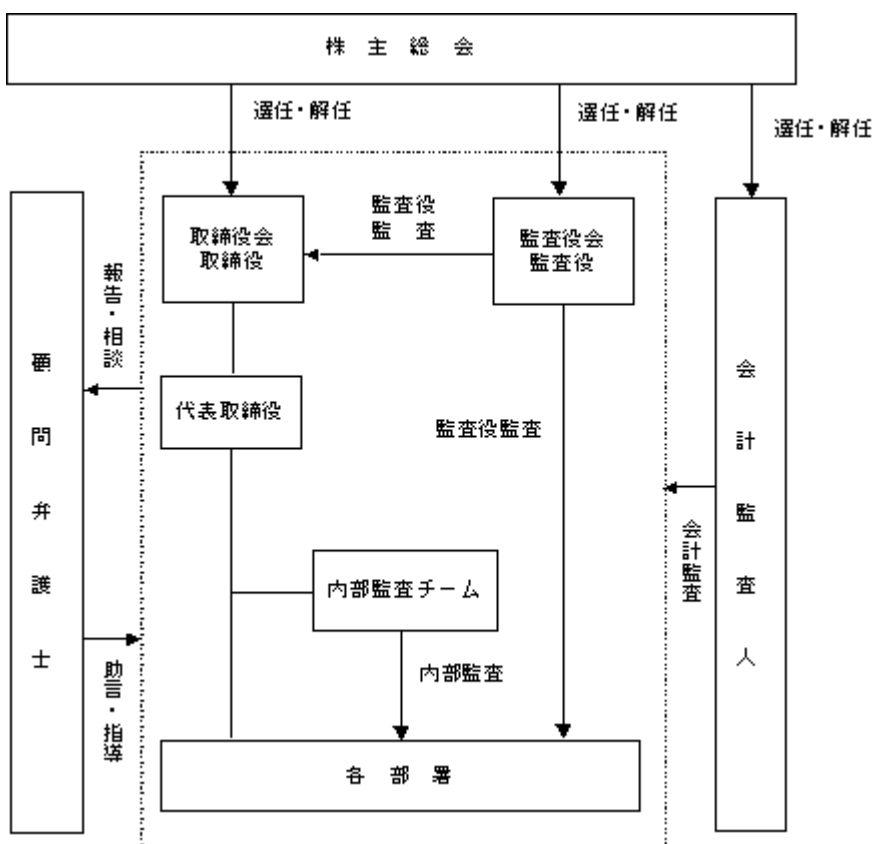 株主総会
選任・解任
選任・解任
選任・解任
取締役会
取締役
監査役
監査
監査役会
監査役
報告・相談
顧問弁護士
代表取締役
監査役監査
会計監査人
会計監査
内部監査チーム
内部監査
助言・指導
各部署